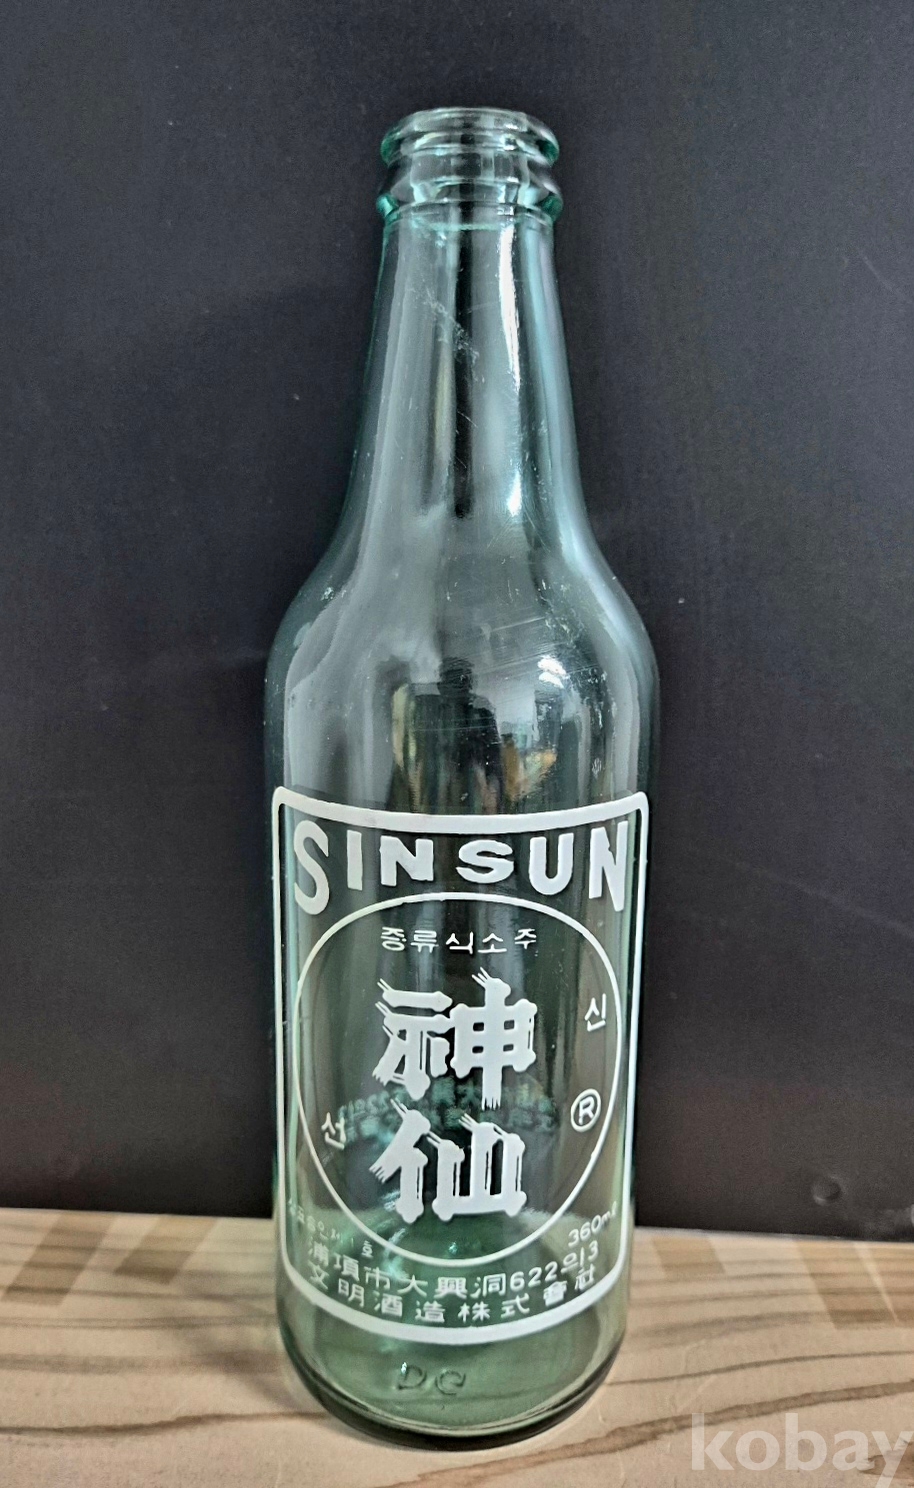 SINSUN
증류식소주
神
신
仙
선
®
360ml
浦項市大興洞622의3
文明酒造株式會社
DG
kobay